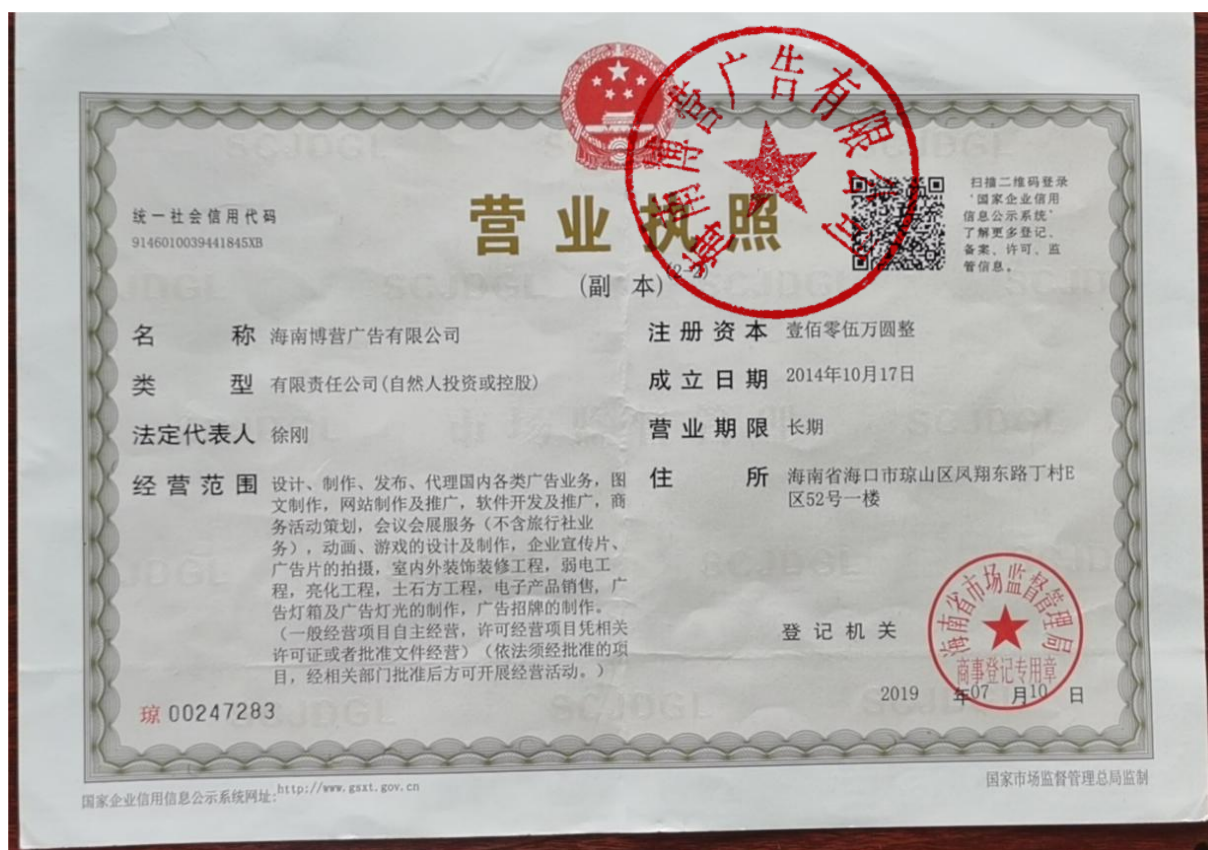 海南博营广告有限公司
统一社会信用代码
9146010039441845XB
营业执照
(副 本)(2-2)
扫描二维码登录
‘国家企业信用
信息公示系统’
了解更多登记、
备案、许可、监
管信息。
名 称 海南博营广告有限公司
类 型 有限责任公司(自然人投资或控股)
法定代表人 徐刚
经营范围 设计、制作、发布、代理国内各类广告业务，图
文制作，网站制作及推广，软件开发及推广，商
务活动策划，会议会展服务（不含旅行社业
务），动画、游戏的设计及制作，企业宣传片、
广告片的拍摄，室内外装饰装修工程，弱电工
程，亮化工程，土石方工程，电子产品销售，广
告灯箱及广告灯光的制作，广告招牌的制作。
（一般经营项目自主经营，许可经营项目凭相关
许可证或者批准文件经营）（依法须经批准的项
目，经相关部门批准后方可开展经营活动。）
注册资本 壹佰零伍万圆整
成立日期 2014年10月17日
营业期限 长期
住 所 海南省海口市琼山区凤翔东路丁村E
区52号一楼
登记机关
海南省市场监督管理局
商事登记专用章
2019 年07 月10 日
琼 00247283
国家企业信用信息公示系统网址:http://www.gsxt.gov.cn
国家市场监督管理总局监制